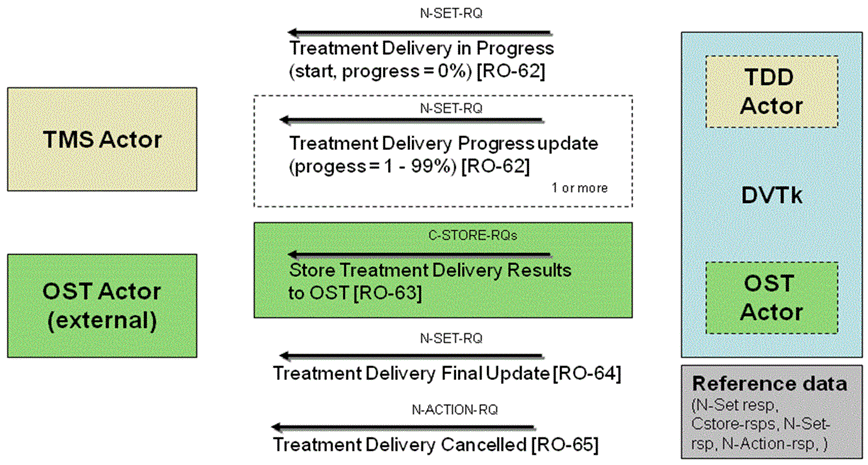 N-SET-RQ
Treatment Delivery in Progress
(start, progress = 0%) [RO-62]
N-SET-RQ
Treatment Delivery Progress update
(progess = 1 - 99%) [RO-62]
1 or more
C-STORE-RQs
Store Treatment Delivery Results
to OST [RO-63]
N-SET-RQ
Treatment Delivery Final Update [RO-64]
N-ACTION-RQ
Treatment Delivery Cancelled [RO-65]
TMS Actor
OST Actor
(external)
TDD
Actor
DVTk
OST
Actor
Reference data
(N-Set resp,
Cstore-rsps, N-Set-
rsp, N-Action-rsp, )